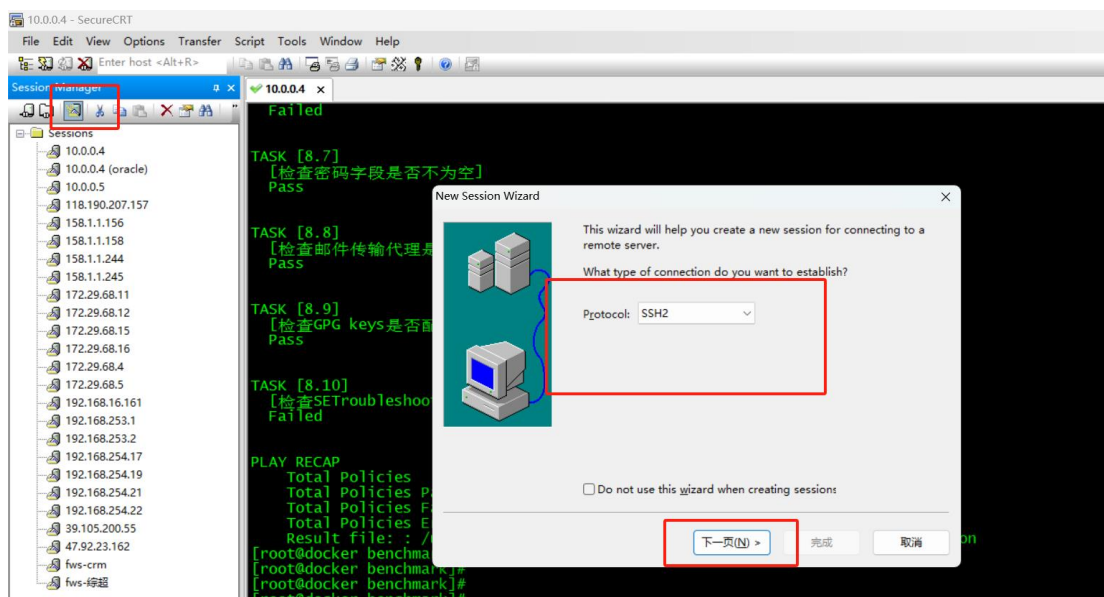 10.0.0.4 - SecureCRT
File Edit View Options Transfer Script Tools Window Help
Enter host <Alt+R>
Session Manager
10.0.0.4
Sessions
10.0.0.4
10.0.0.4 (oracle)
10.0.0.5
118.190.207.157
158.1.1.156
158.1.1.158
158.1.1.244
158.1.1.245
172.29.68.11
172.29.68.12
172.29.68.15
172.29.68.16
172.29.68.4
172.29.68.5
192.168.16.161
192.168.253.1
192.168.253.2
192.168.254.17
192.168.254.19
192.168.254.21
192.168.254.22
39.105.200.55
47.92.23.162
fws-crm
fws-综超
Failed
TASK [8.7]
[检查密码字段是否不为空]
Pass
TASK [8.8]
[检查邮件传输代理是
Pass
TASK [8.9]
[检查GPG keys是否配
Pass
TASK [8.10]
[检查SETroubleshoo
Failed
PLAY RECAP
Total Policies
Total Policies P
Total Policies F
Total Policies E
Result file: : /
on
[root@docker benchma
[root@docker benchmark]#
[root@docker benchmark]#
New Session Wizard
This wizard will help you create a new session for connecting to a
remote server.
What type of connection do you want to establish?
Protocol: SSH2
Do not use this wizard when creating sessions
下一页(N) > 完成 取消